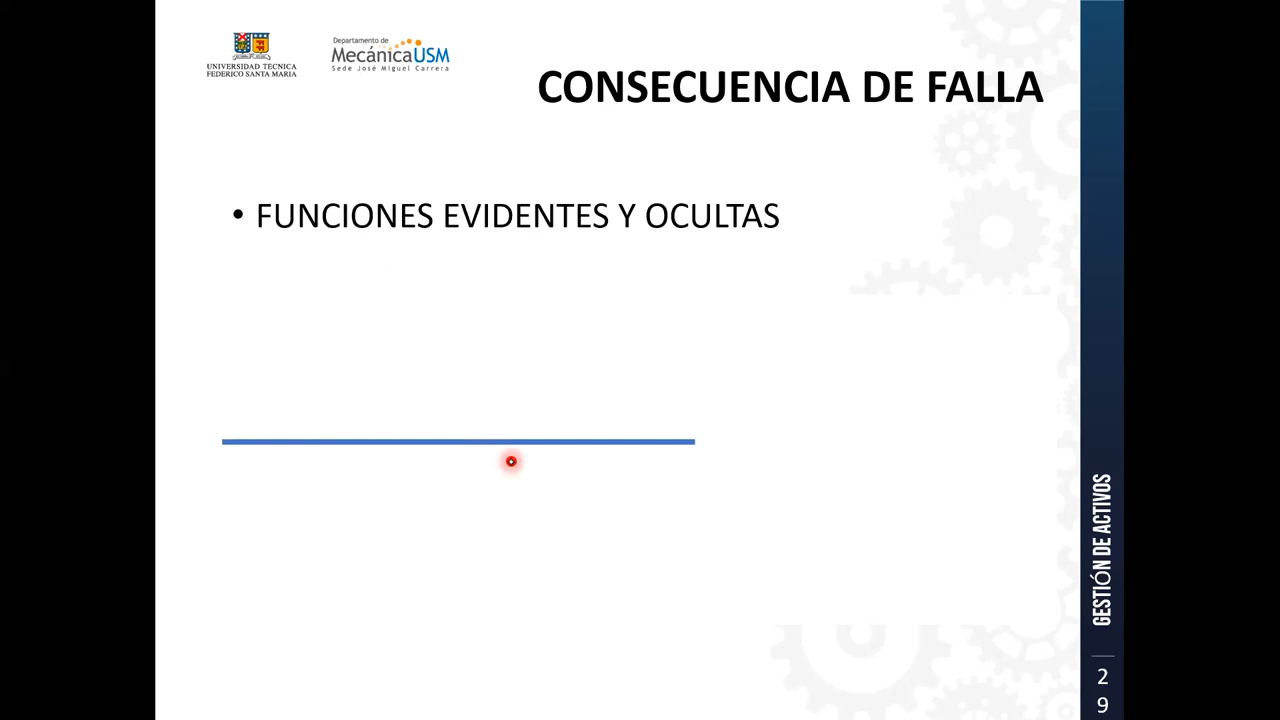 UNIVERSIDAD TECNICA
FEDERICO SANTA MARIA
Departamento de
MecánicaUSM
Sede José Miguel Carrera
CONSECUENCIA DE FALLA
• FUNCIONES EVIDENTES Y OCULTAS
GESTIÓN DE ACTIVOS
2
9